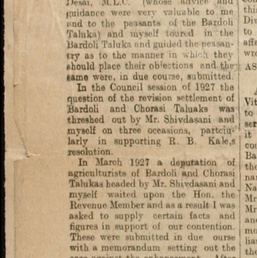 Desai, M.L.C. (whose advice and
guidance were very valuable to me
and to the peasants of the Bardoli
Taluka) and myself toured in the
Bardoli Taluka and guided the peasan-
try as to the manner in which they
should place their objections and the
same were, in due course, submitted.
In the Council session of 1927 the
question of the revision settlement of
Bardoli and Chorasi Taluaks was
threshed out by Mr. Shivdasani and
myself on three occasions, particu-
larly in supporting R. B. Kale,s
resolution.
In March 1927 a deputation of
agriculturists of Bardoli and Chorasi
Talukas headed by Mr. Shivdasani and
myself waited upon the Hon. the
Revenue Member and as a result I was
asked to supply certain facts and
figures in support of our contention.
These were submitted in due course
with a memorandum setting out the